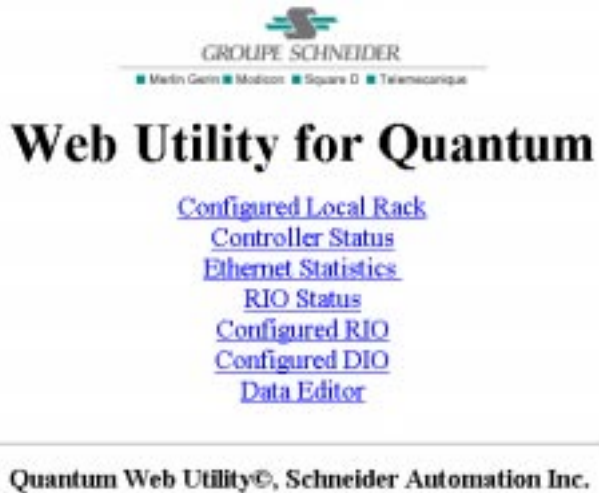 GROUPE SCHNEIDER
Merlin Gerin Modicon Square D Telemecanique
Web Utility for Quantum
Configured Local Rack
Controller Status
Ethernet Statistics
RIO Status
Configured RIO
Configured DIO
Data Editor
Quantum Web Utility©, Schneider Automation Inc.